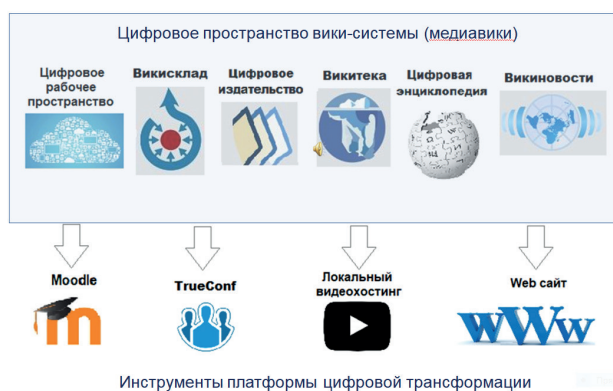 Цифровое пространство вики-системы (медиавики)
Цифровое
рабочее
пространство
Викисклад
Цифровое
издательство
Викитека
Цифровая
энциклопедия
Викиновости
Moodle
TrueConf
Локальный
видеохостинг
Web сайт
m
wWw
Инструменты платформы цифровой трансформации